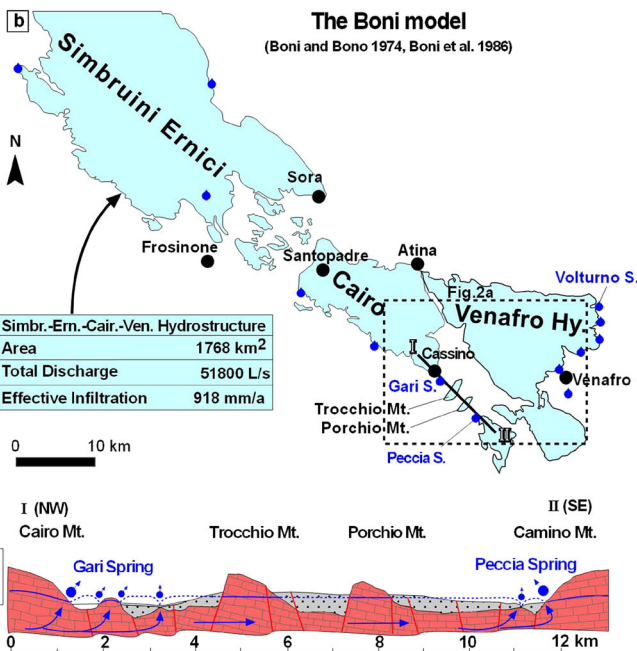 b
The Boni model
(Boni and Bono 1974, Boni et al. 1986)
Simbruini Ernici
N
Sora
Frosinone
Santopadre
Atina
Volturno S.
Fig.2a
Cairo
Venafro Hy.
Simbr.-Ern.-Cair.-Ven. Hydrostructure
Area 1768 km2
Total Discharge 51800 L/s
Effective Infiltration 918 mm/a
I
Cassino
Gari S.
Venafro
Trocchio Mt.
Porchio Mt.
II
Peccia S.
0 10 km
I (NW) II (SE)
Cairo Mt. Trocchio Mt. Porchio Mt. Camino Mt.
Gari Spring Peccia Spring
0 2 4 6 8 10 12 km